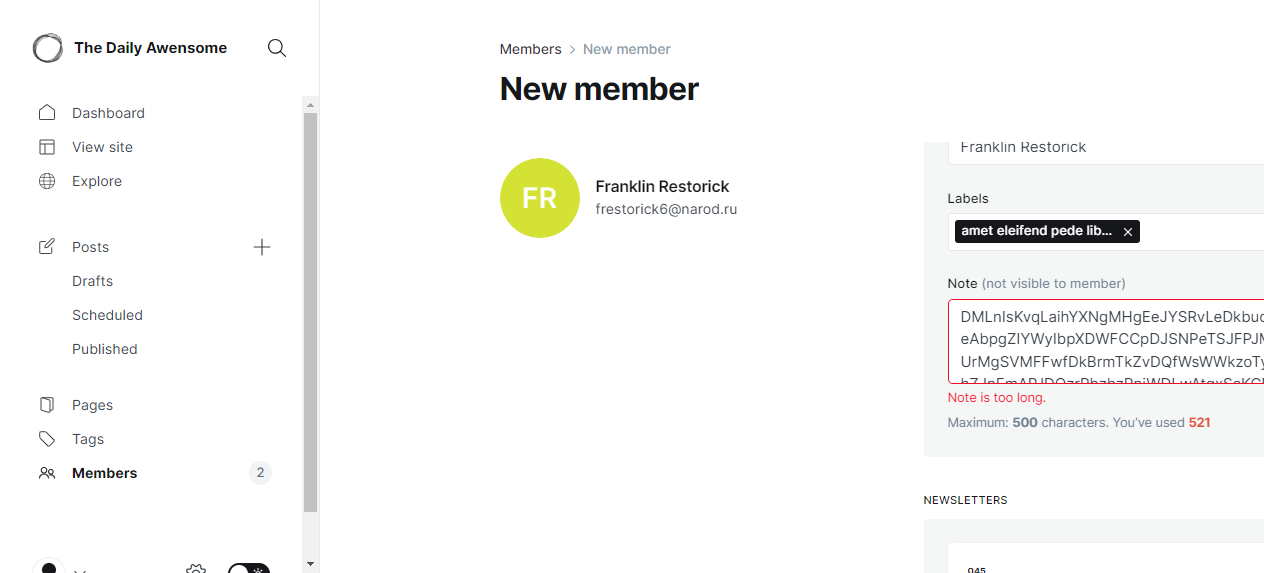 The Daily Awensome
Dashboard
View site
Explore
Posts
Drafts
Scheduled
Published
Pages
Tags
Members
2
Members > New member
New member
FR
Franklin Restorick
frestorick6@narod.ru
Franklin Restorick
Labels
amet eleifend pede lib... ×
Note (not visible to member)
DMLnIsKvqLaihYXNgMHgEeJYSRvLeDkbuc
eAbpgZIYWyIbpXDWFCCpDJSNPeTSJFPJM
UrMgSVMFFwfDkBrmTkZvDQfWsWWkzoTy
Note is too long.
Maximum: 500 characters. You've used 521
NEWSLETTERS
045